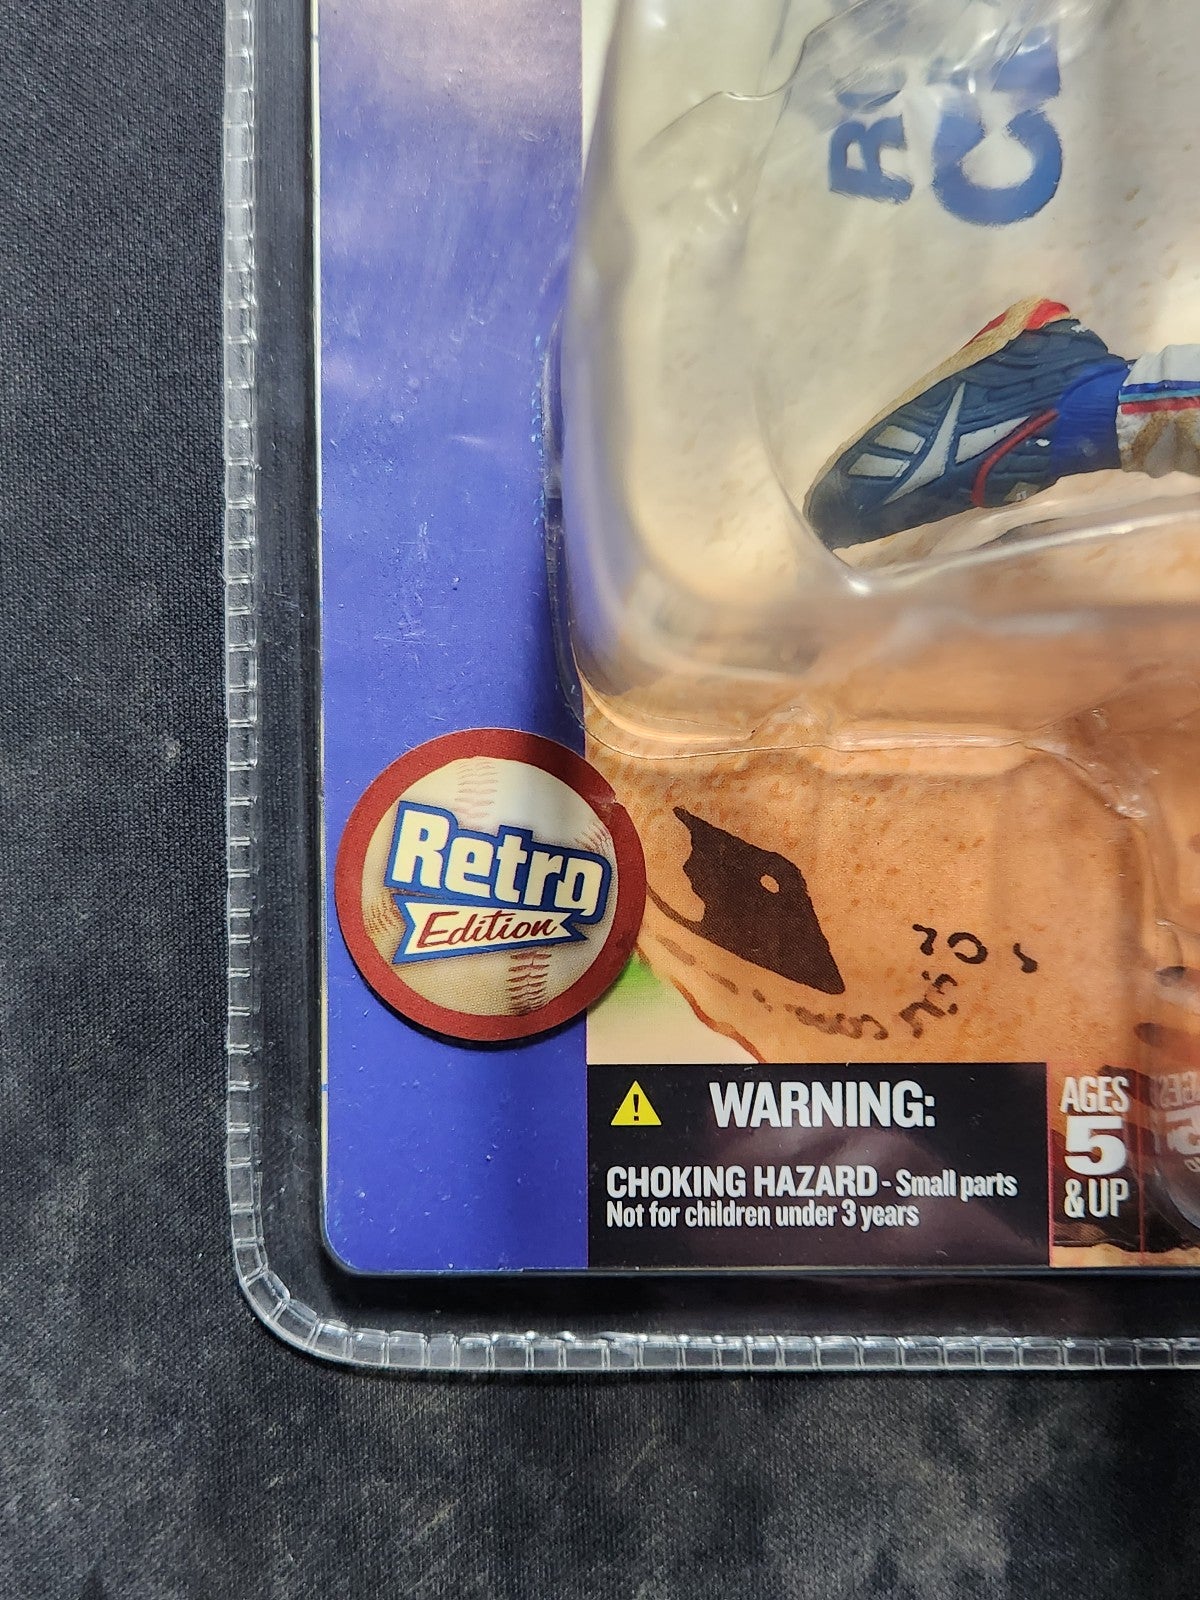 Retro
Edition
WARNING:
CHOKING HAZARD - Small parts
Not for children under 3 years
AGES
5
& UP